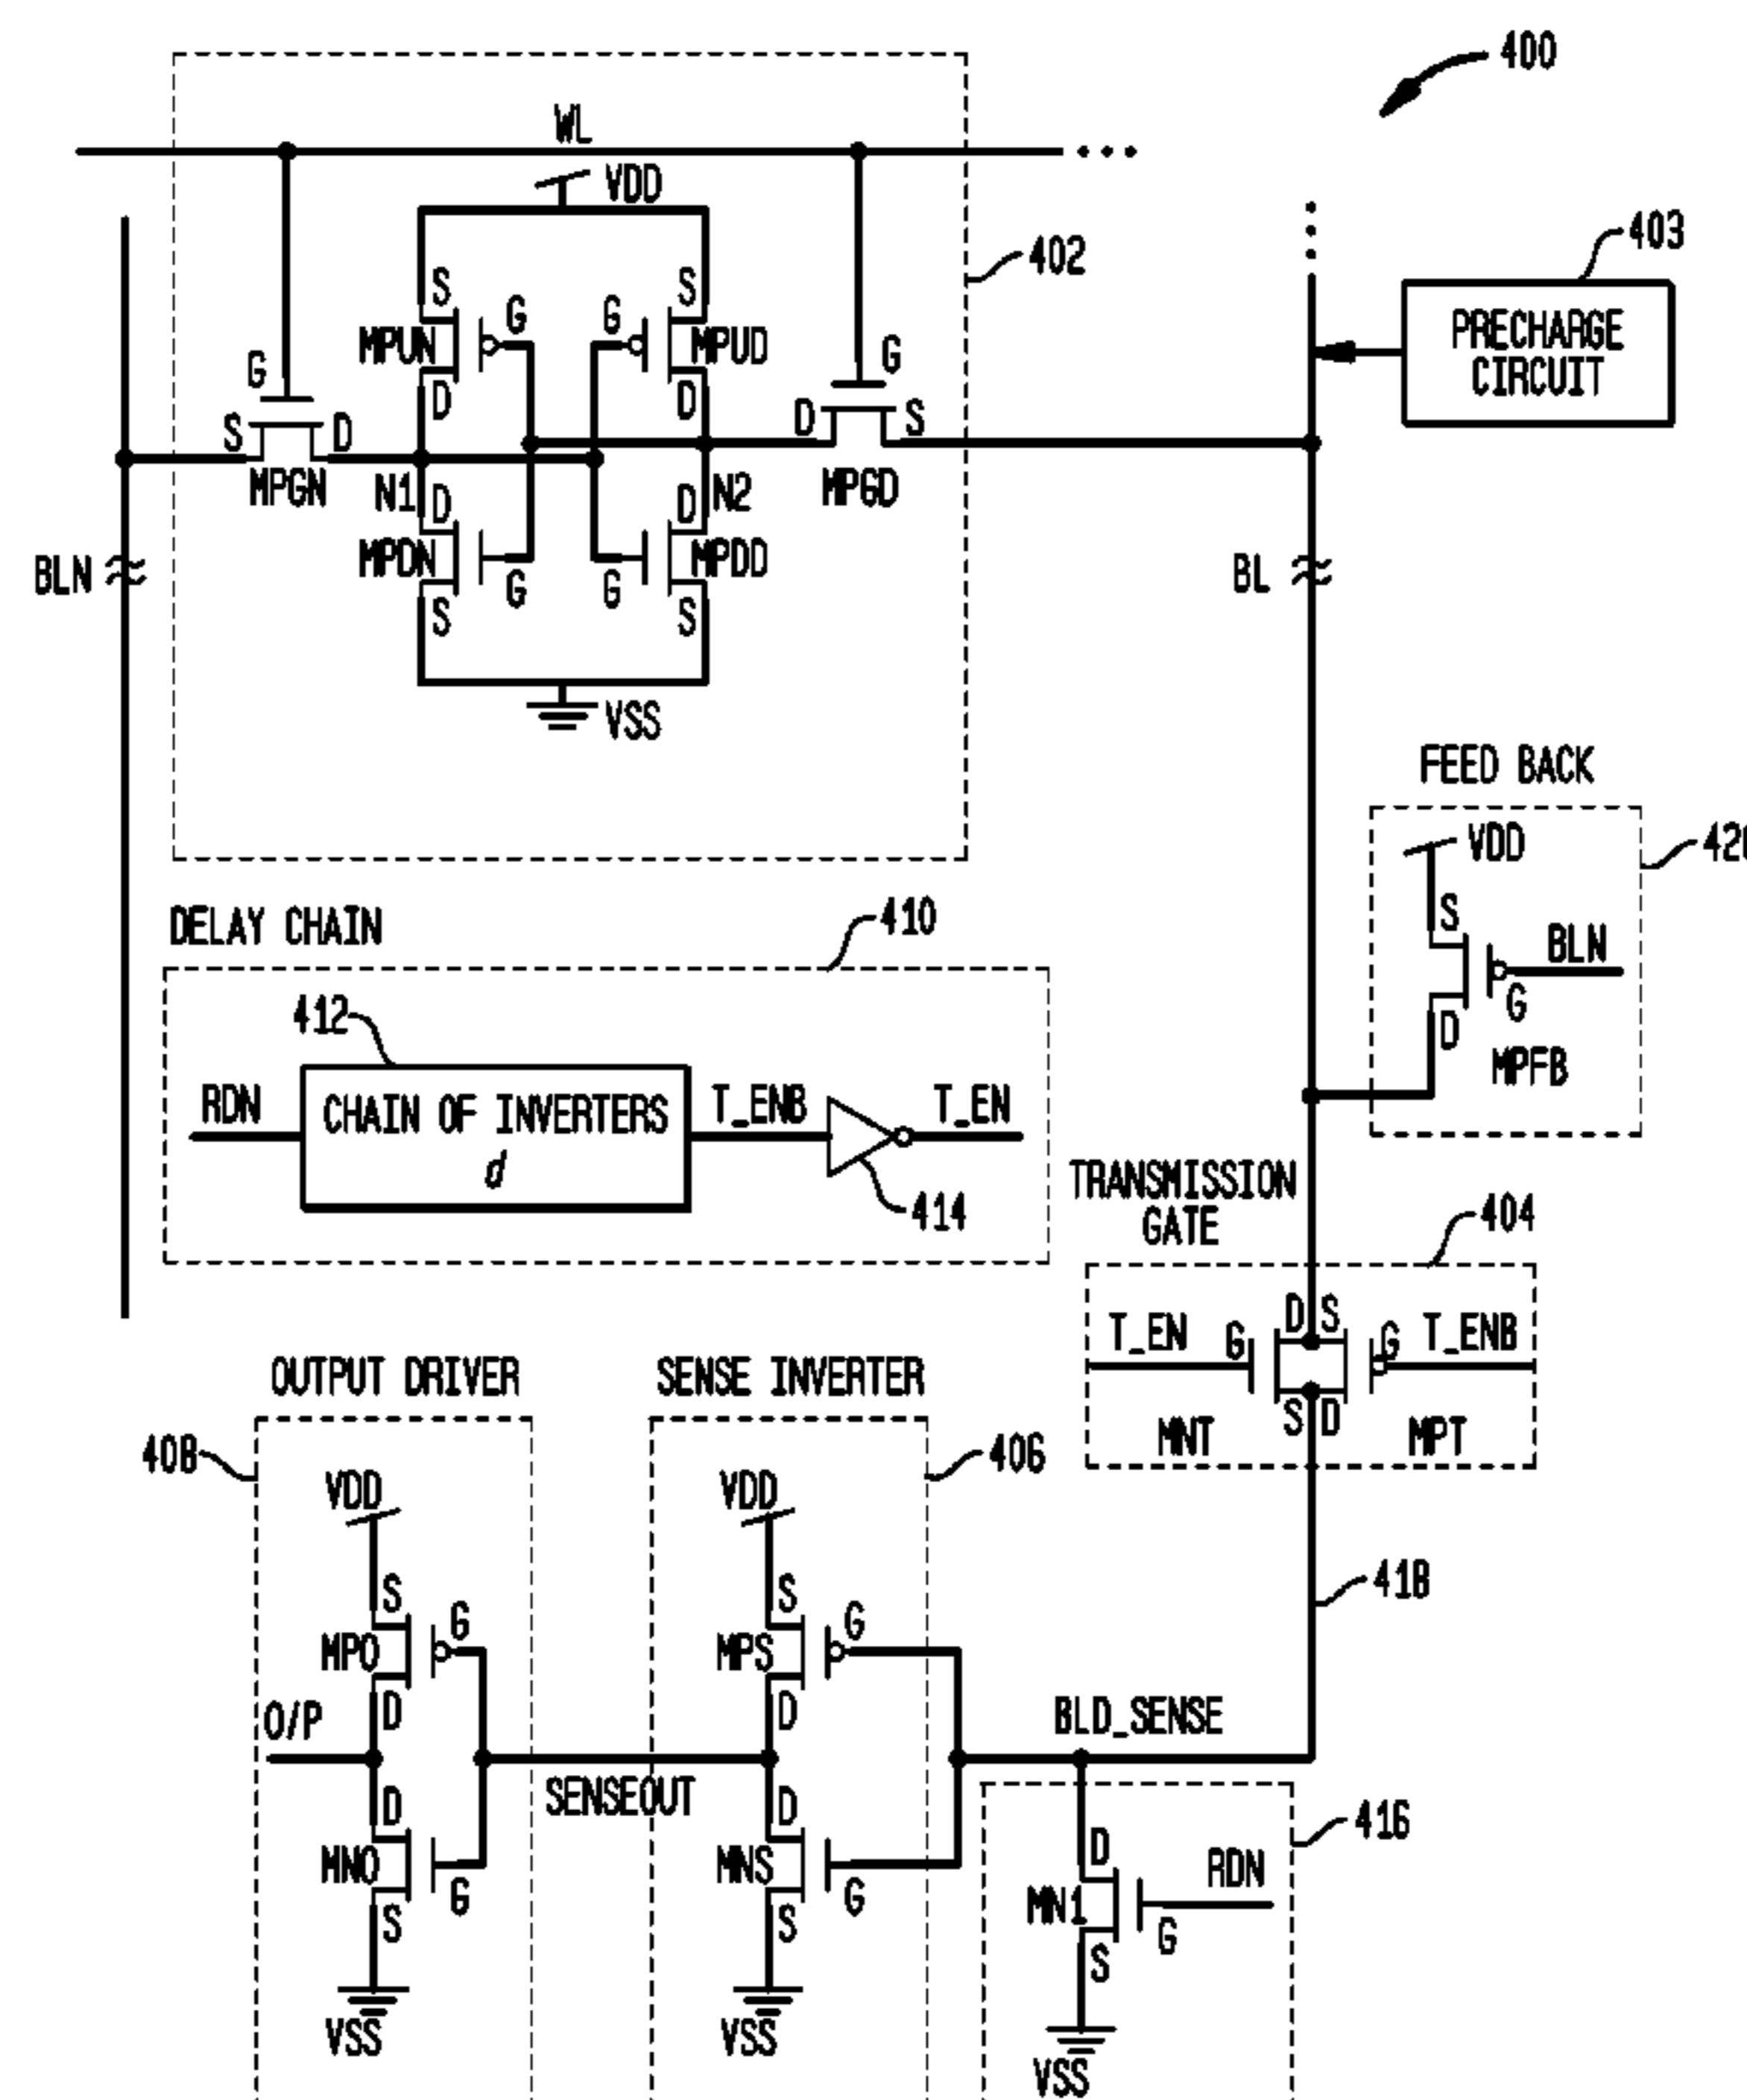 400
WL
VDD
403
402
S
S
G
G
PRECHARGE
CIRCUIT
MPUN
MPUD
G
G
D
D
S
D
D
S
MPGN
N1
D
D
N2
MPGD
MPDN
MPDD
BLN
G
G
BL
S
S
VSS
FEED BACK
VDD
DELAY CHAIN
410
S
BLN
412
G
D
MPFB
RDN
CHAIN OF INVERTERS
d
T_ENB
T_EN
414
TRANSMISSION
GATE
404
D
S
T_EN
G
G
T_ENB
OUTPUT DRIVER
SENSE INVERTER
S
D
MNT
MPT
408
406
VDD
VDD
418
S
G
S
G
MPO
MPS
O/P
D
D
BLD_SENSE
SENSEOUT
D
D
416
MNO
MNS
D
RDN
G
G
MN1
G
S
S
S
VSS
VSS
VSS